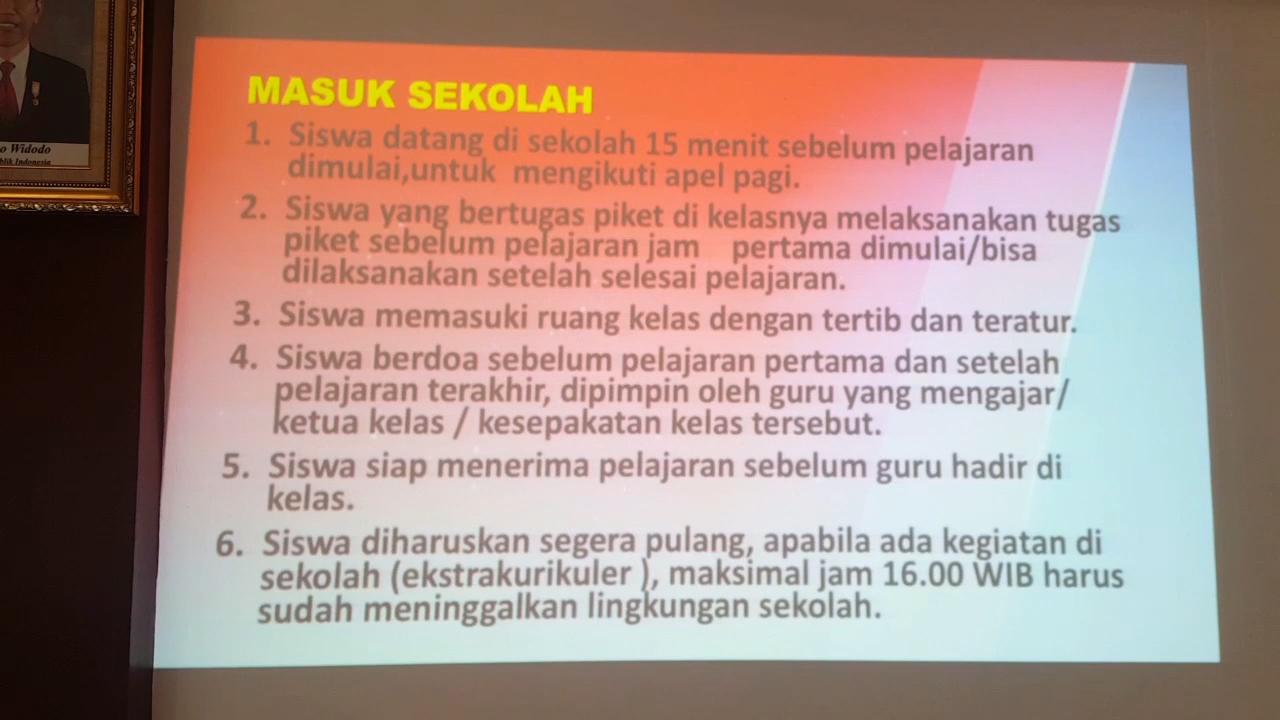 o Widodo
blik Indonesia
MASUK SEKOLAH
1. Siswa datang di sekolah 15 menit sebelum pelajaran
dimulai,untuk mengikuti apel pagi.
2. Siswa yang bertugas piket di kelasnya melaksanakan tugas
piket sebelum pelajaran jam pertama dimulai/bisa
dilaksanakan setelah selesai pelajaran.
3. Siswa memasuki ruang kelas dengan tertib dan teratur.
4. Siswa berdoa sebelum pelajaran pertama dan setelah
pelajaran terakhir, dipimpin oleh guru yang mengajar/
ketua kelas / kesepakatan kelas tersebut.
5. Siswa siap menerima pelajaran sebelum guru hadir di
kelas.
6. Siswa diharuskan segera pulang, apabila ada kegiatan di
sekolah (ekstrakurikuler ), maksimal jam 16.00 WIB harus
sudah meninggalkan lingkungan sekolah.